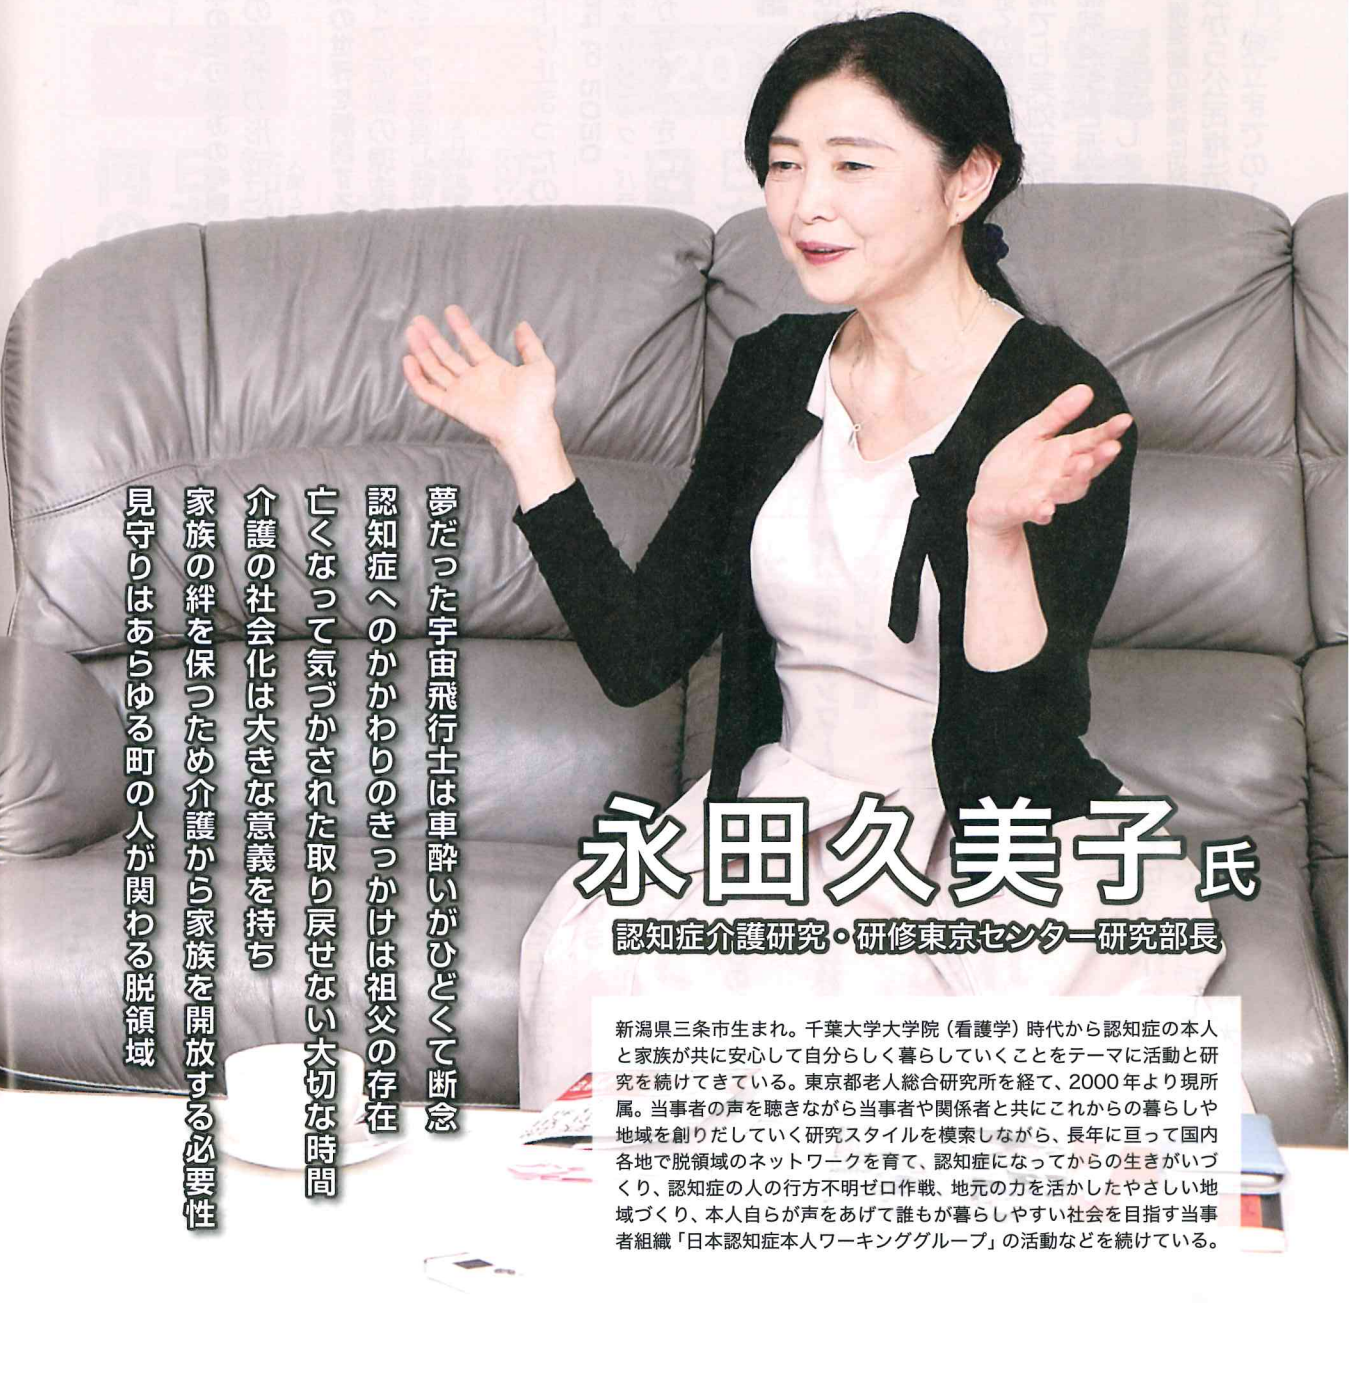 夢だった宇宙飛行士は車酔いがひどくて断念
認知症へのかかわりのきっかけは祖父の存在
亡くなって気づかされた取り戻せない大切な時間
介護の社会化は大きな意義を持ち
家族の絆を保つため介護から家族を開放する必要性
見守りはあらゆる町の人が関わる脱領域
永田久美子氏
認知症介護研究・研修東京センター研究部長
新潟県三条市生まれ。千葉大学大学院（看護学）時代から認知症の本人
と家族が共に安心して自分らしく暮らしていくことをテーマに活動と研
究を続けてきている。東京都老人総合研究所を経て、2000年より現所
属。当事者の声を聴きながら当事者や関係者と共にこれからの暮らしや
地域を創りだしていく研究スタイルを模索しながら、長年に亘って国内
各地で脱領域のネットワークを育て、認知症になってからの生きがいづ
くり、認知症の人の行方不明ゼロ作戦、地元の力を活かしたやさしい地
域づくり、本人自らが声をあげて誰もが暮らしやすい社会を目指す当事
者組織「日本認知症本人ワーキンググループ」の活動などを続けている。